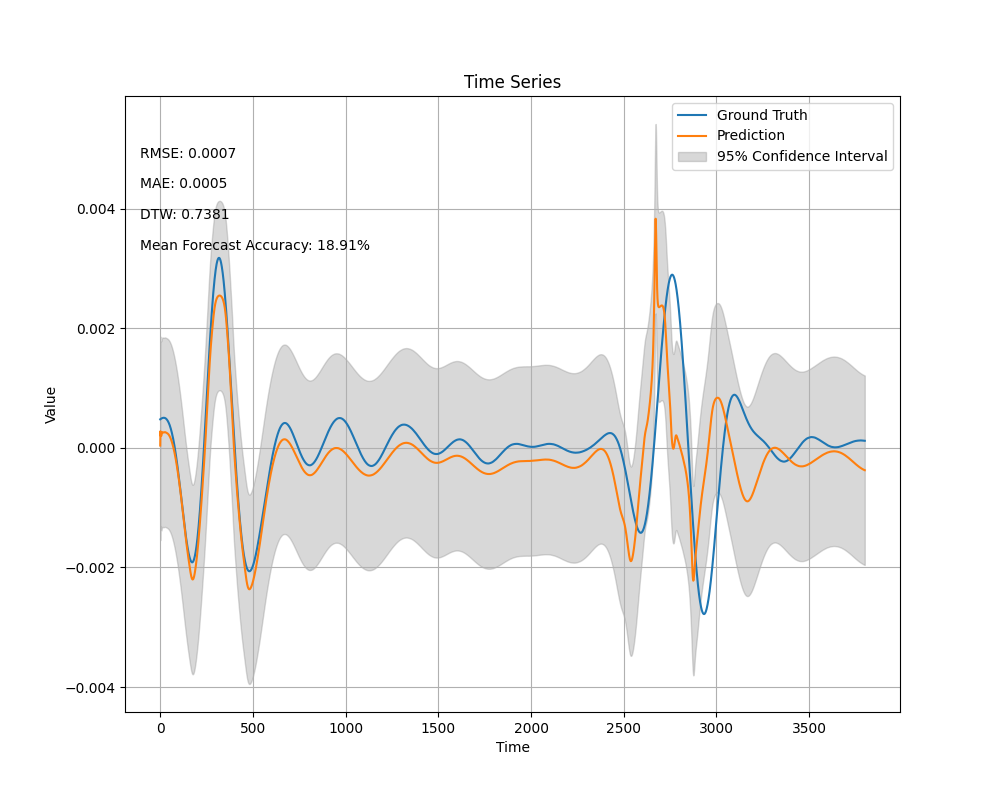 Time Series
Ground Truth
Prediction
95% Confidence Interval
RMSE: 0.0007
MAE: 0.0005
DTW: 0.7381
Mean Forecast Accuracy: 18.91%
Value
0.004
0.002
0.000
−0.002
−0.004
0 500 1000 1500 2000 2500 3000 3500
Time